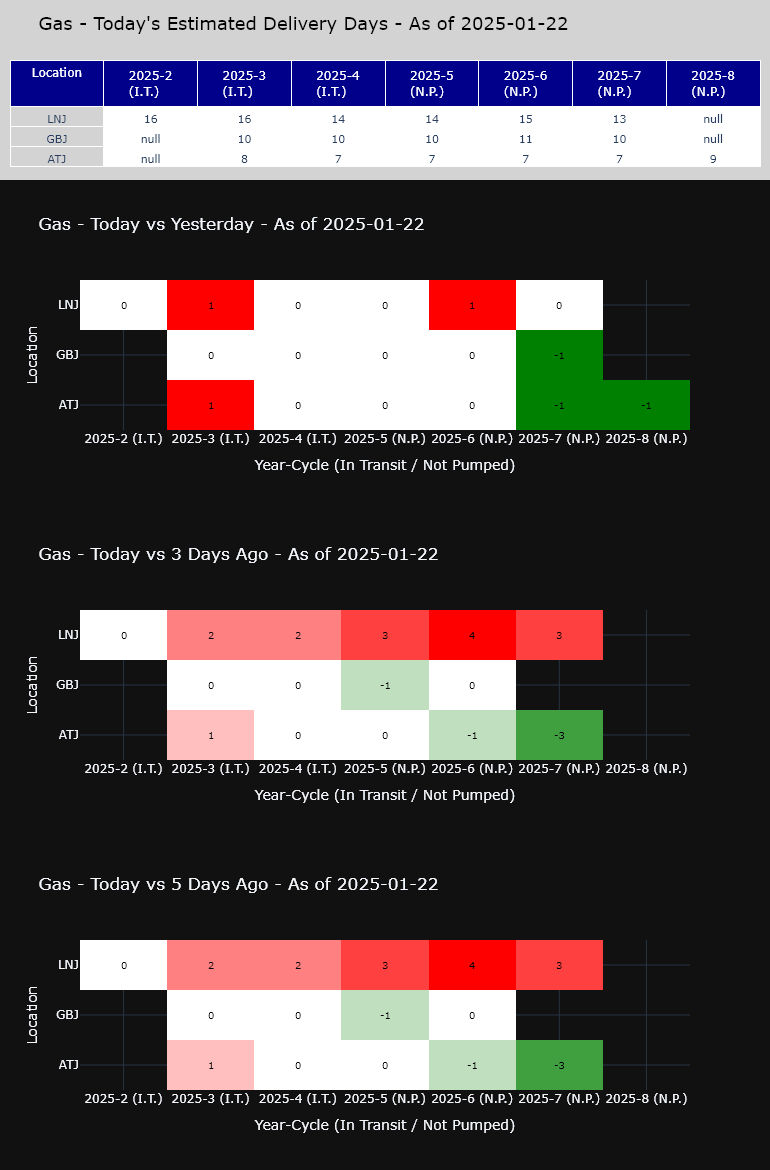 Gas - Today's Estimated Delivery Days - As of 2025-01-22
Location 2025-2 (I.T.) 2025-3 (I.T.) 2025-4 (I.T.) 2025-5 (N.P.) 2025-6 (N.P.) 2025-7 (N.P.) 2025-8 (N.P.)
LNJ 16 16 14 14 15 13 null
GBJ null 10 10 10 11 10 null
ATJ null 8 7 7 7 7 9
Gas - Today vs Yesterday - As of 2025-01-22
Location
LNJ 0 1 0 0 1 0
GBJ 0 0 0 0 -1
ATJ 1 0 0 0 -1 -1
2025-2 (I.T.) 2025-3 (I.T.) 2025-4 (I.T.) 2025-5 (N.P.) 2025-6 (N.P.) 2025-7 (N.P.) 2025-8 (N.P.)
Year-Cycle (In Transit / Not Pumped)
Gas - Today vs 3 Days Ago - As of 2025-01-22
Location
LNJ 0 2 2 3 4 3
GBJ 0 0 -1 0
ATJ 1 0 0 -1 -3
2025-2 (I.T.) 2025-3 (I.T.) 2025-4 (I.T.) 2025-5 (N.P.) 2025-6 (N.P.) 2025-7 (N.P.) 2025-8 (N.P.)
Year-Cycle (In Transit / Not Pumped)
Gas - Today vs 5 Days Ago - As of 2025-01-22
Location
LNJ 0 2 2 3 4 3
GBJ 0 0 -1 0
ATJ 1 0 0 -1 -3
2025-2 (I.T.) 2025-3 (I.T.) 2025-4 (I.T.) 2025-5 (N.P.) 2025-6 (N.P.) 2025-7 (N.P.) 2025-8 (N.P.)
Year-Cycle (In Transit / Not Pumped)